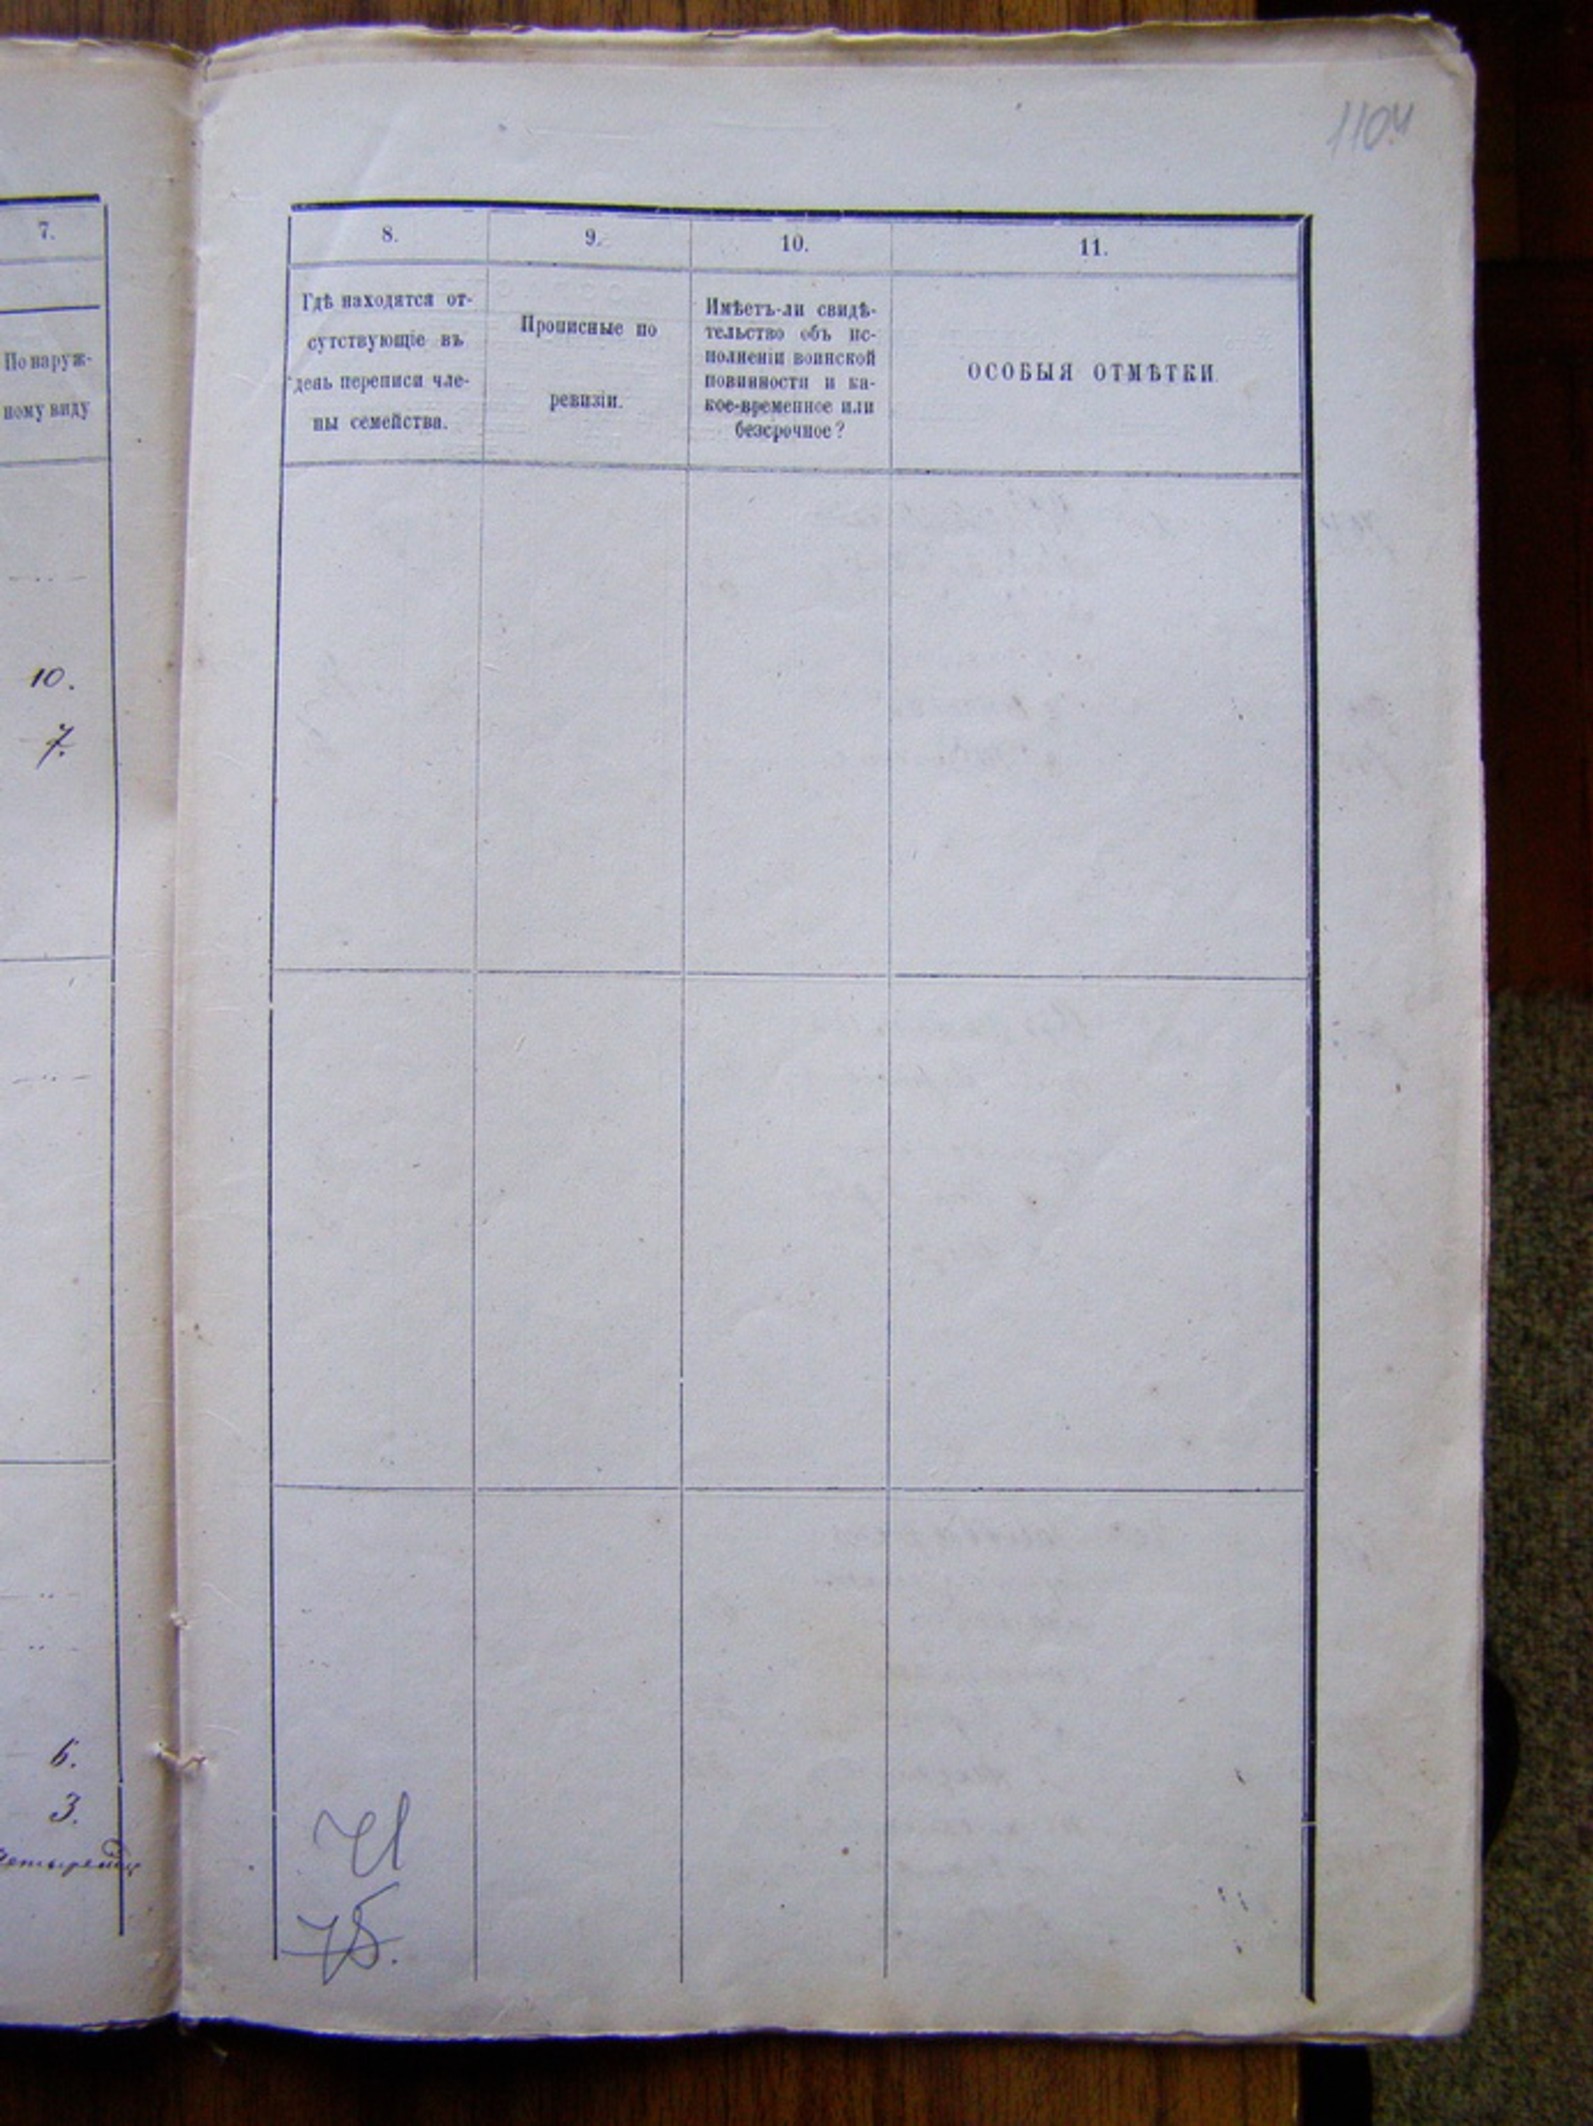 1104
7.
По наруж-
ному виду
10.
7.
6.
3.
8.
9.
10.
11.
Гдѣ находятся от-
сутствующіе въ
день переписи чле-
ны семейства.
Прописные по
ревизіи.
Имѣетъ-ли свидѣ-
тельство объ ис-
полненіи воинской
повинности и ка-
кое-временное или
безсрочное?
ОСОБЫЯ ОТМѢТКИ.
75.